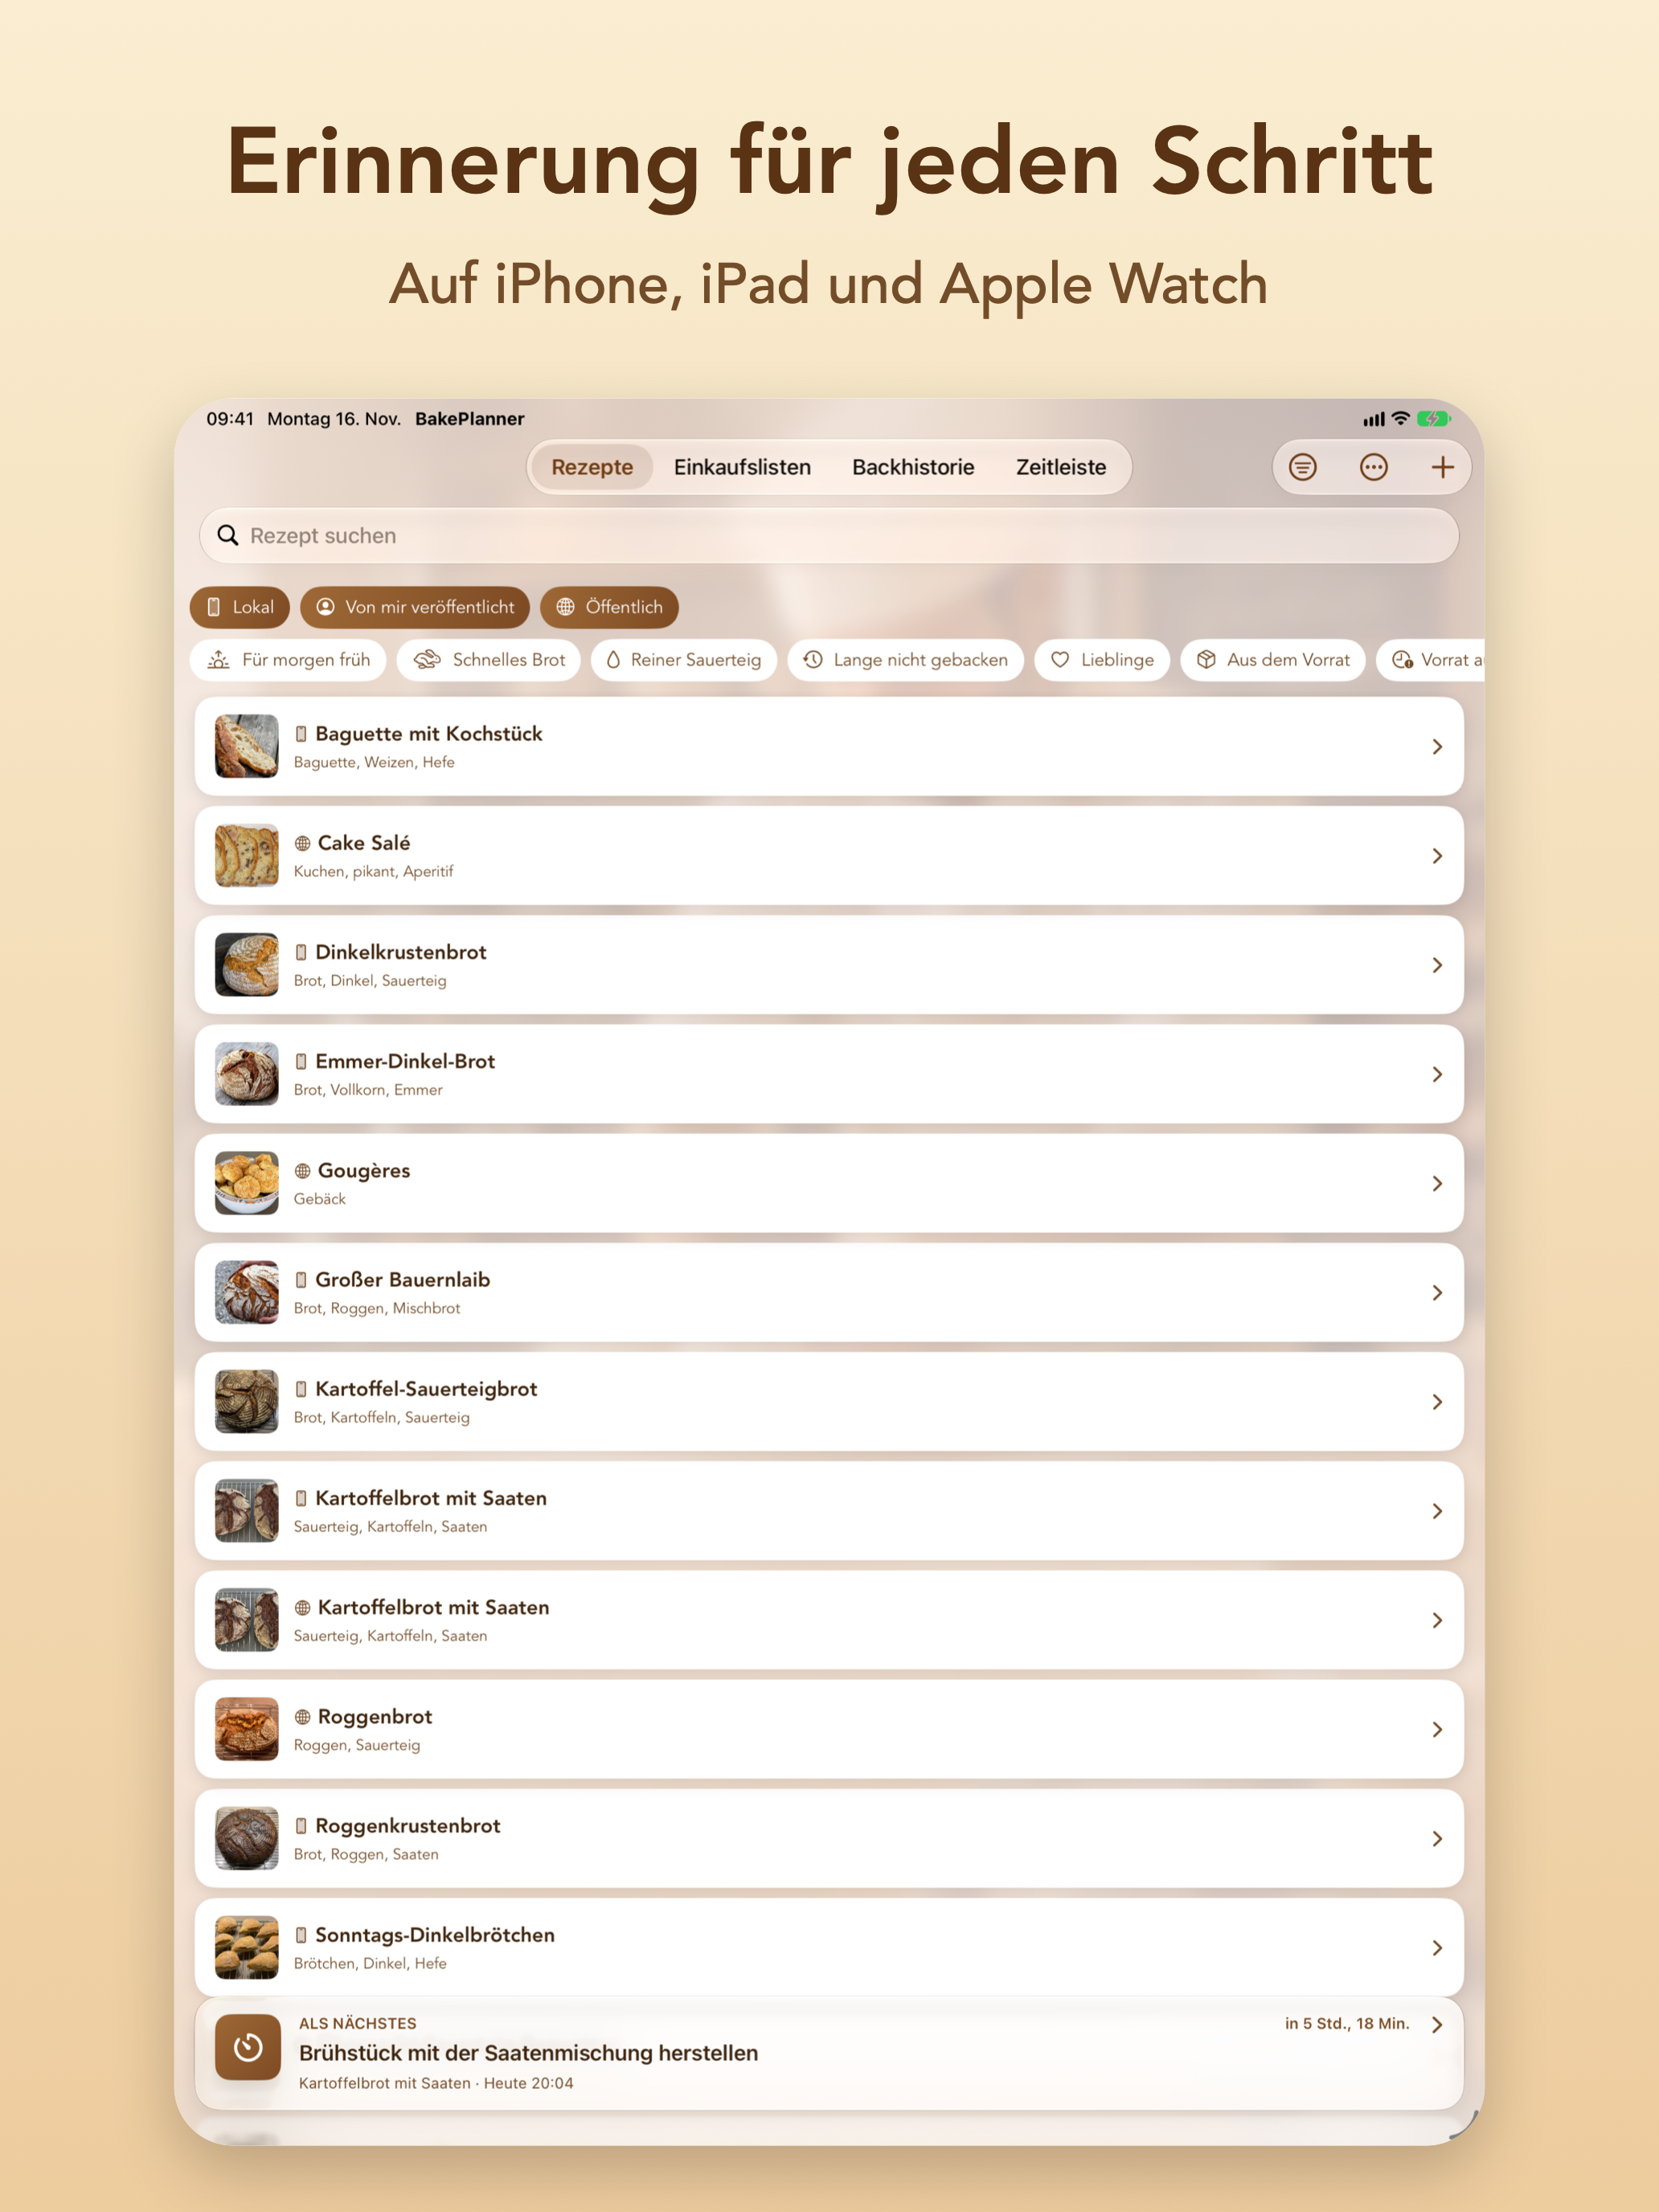 Erinnerung für jeden Schritt
Auf iPhone, iPad und Apple Watch
09:41 Montag 16. Nov. BakePlanner
Rezepte Einkaufslisten Backhistorie Zeitleiste
Rezept suchen
Lokal Von mir veröffentlicht Öffentlich
Für morgen früh Schnelles Brot Reiner Sauerteig Lange nicht gebacken Lieblinge Aus dem Vorrat Vorrat
Baguette mit Kochstück
Baguette, Weizen, Hefe
Cake Salé
Kuchen, pikant, Aperitif
Dinkelkrustenbrot
Brot, Dinkel, Sauerteig
Emmer-Dinkel-Brot
Brot, Vollkorn, Emmer
Gougères
Gebäck
Großer Bauernlaib
Brot, Roggen, Mischbrot
Kartoffel-Sauerteigbrot
Brot, Kartoffeln, Sauerteig
Kartoffelbrot mit Saaten
Sauerteig, Kartoffeln, Saaten
Kartoffelbrot mit Saaten
Sauerteig, Kartoffeln, Saaten
Roggenbrot
Roggen, Sauerteig
Roggenkrustenbrot
Brot, Roggen, Saaten
Sonntags-Dinkelbrötchen
Brötchen, Dinkel, Hefe
ALS NÄCHSTES in 5 Std., 18 Min.
Brühstück mit der Saatenmischung herstellen
Kartoffelbrot mit Saaten · Heute 20:04